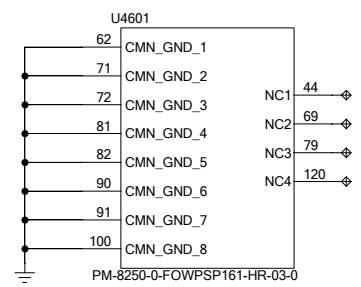 U4601
62 CMN_GND_1
71 CMN_GND_2
72 CMN_GND_3
NC1 44
81 CMN_GND_4
NC2 69
82 CMN_GND_5
NC3 79
90 CMN_GND_6
NC4 120
91 CMN_GND_7
100 CMN_GND_8
PM-8250-0-FOWPSP161-HR-03-0